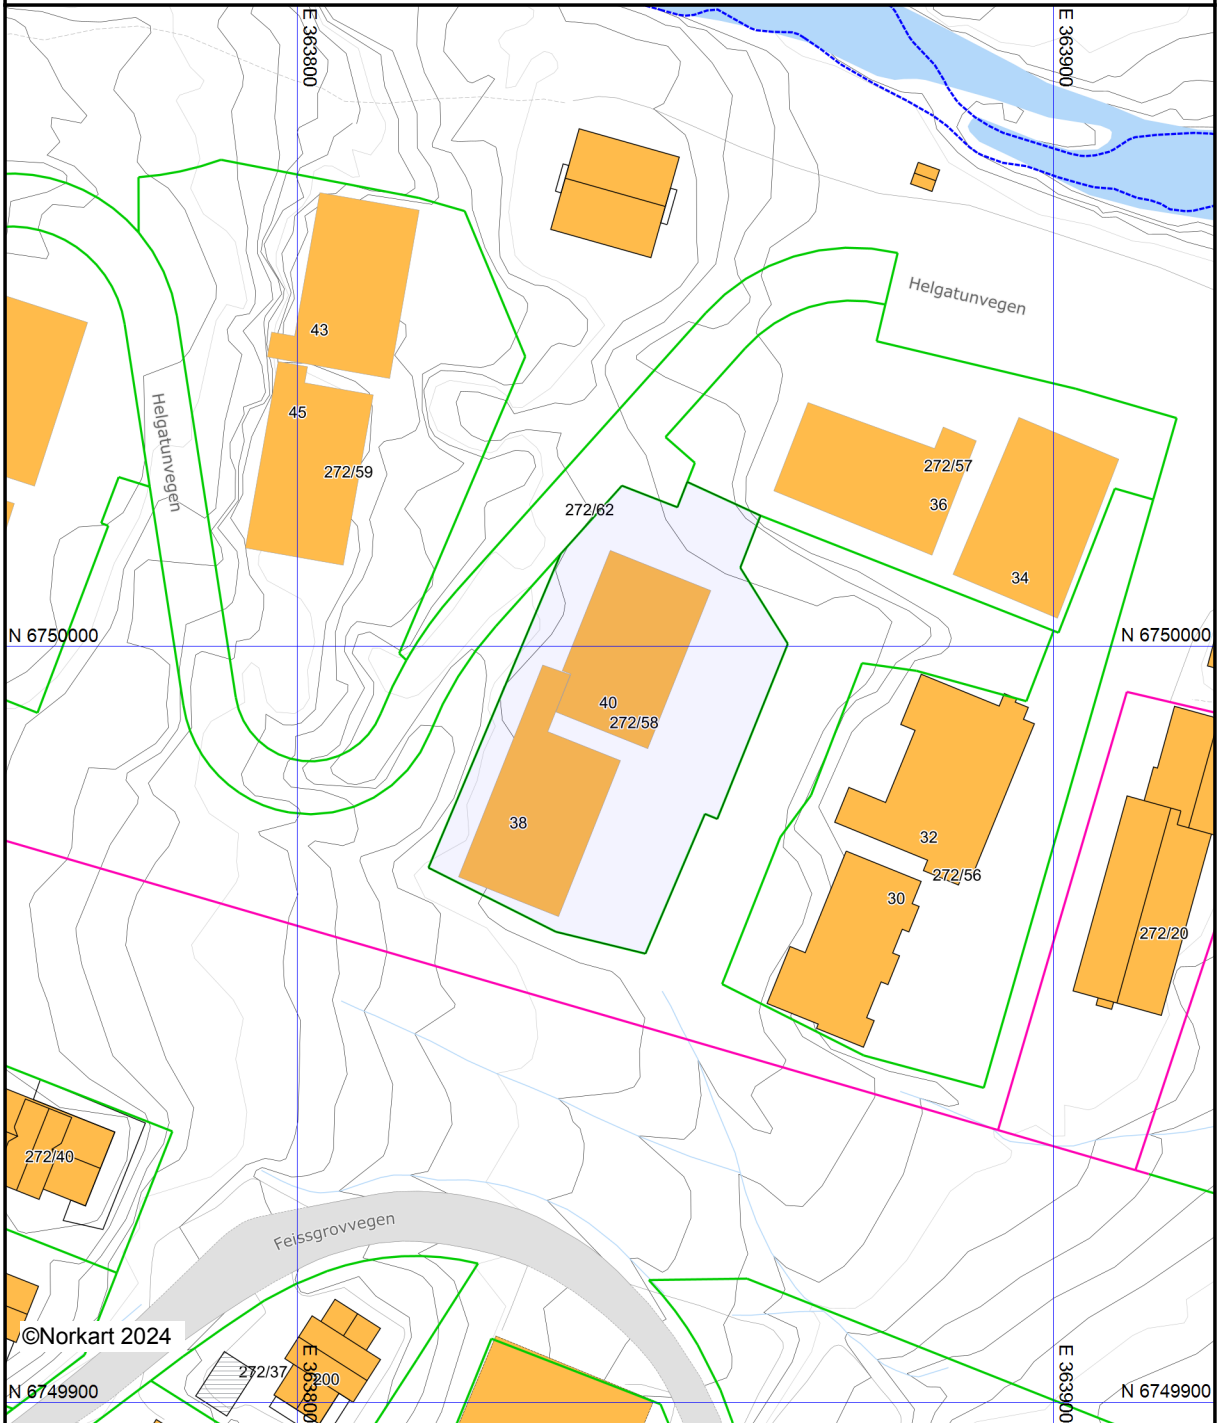 E 363800
E 363900
Helgatunvegen
43
Helgatunvegen
45
272/57
272/59
36
272/62
34
N 6750000
N 6750000
40
272/58
38
32
272/56
30
272/20
272/40
Feissgrovvegen
©Norkart 2024
272/37
200
E 363800
E 363900
N 6749900
N 6749900